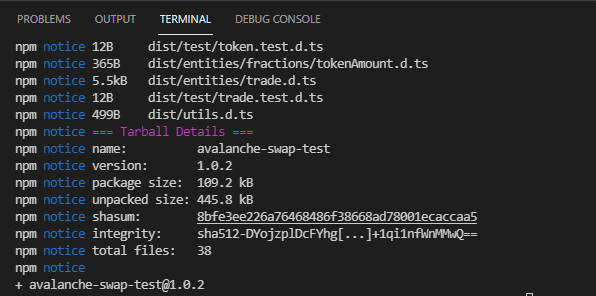 PROBLEMS OUTPUT TERMINAL DEBUG CONSOLE
npm notice 12B dist/test/token.test.d.ts
npm notice 365B dist/entities/fractions/tokenAmount.d.ts
npm notice 5.5kB dist/entities/trade.d.ts
npm notice 12B dist/test/trade.test.d.ts
npm notice 499B dist/utils.d.ts
npm notice === Tarball Details ===
npm notice name: avalanche-swap-test
npm notice version: 1.0.2
npm notice package size: 109.2 kB
npm notice unpacked size: 445.8 kB
npm notice shasum: 8bfe3ee226a76468486f38668ad78001ecaccaa5
npm notice integrity: sha512-DYojzplDcFYhg[...]+1qi1nfWnMMwQ==
npm notice total files: 38
npm notice
+ avalanche-swap-test@1.0.2